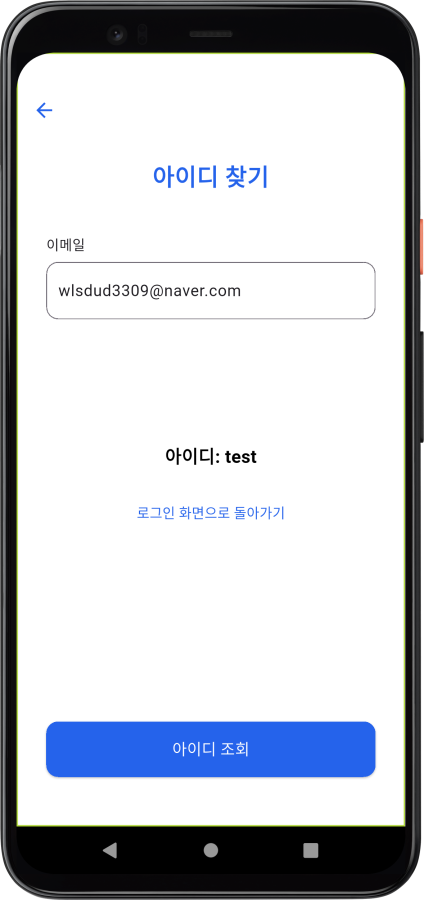 아이디 찾기
이메일
wlsdud3309@naver.com
아이디: test
로그인 화면으로 돌아가기
아이디 조회